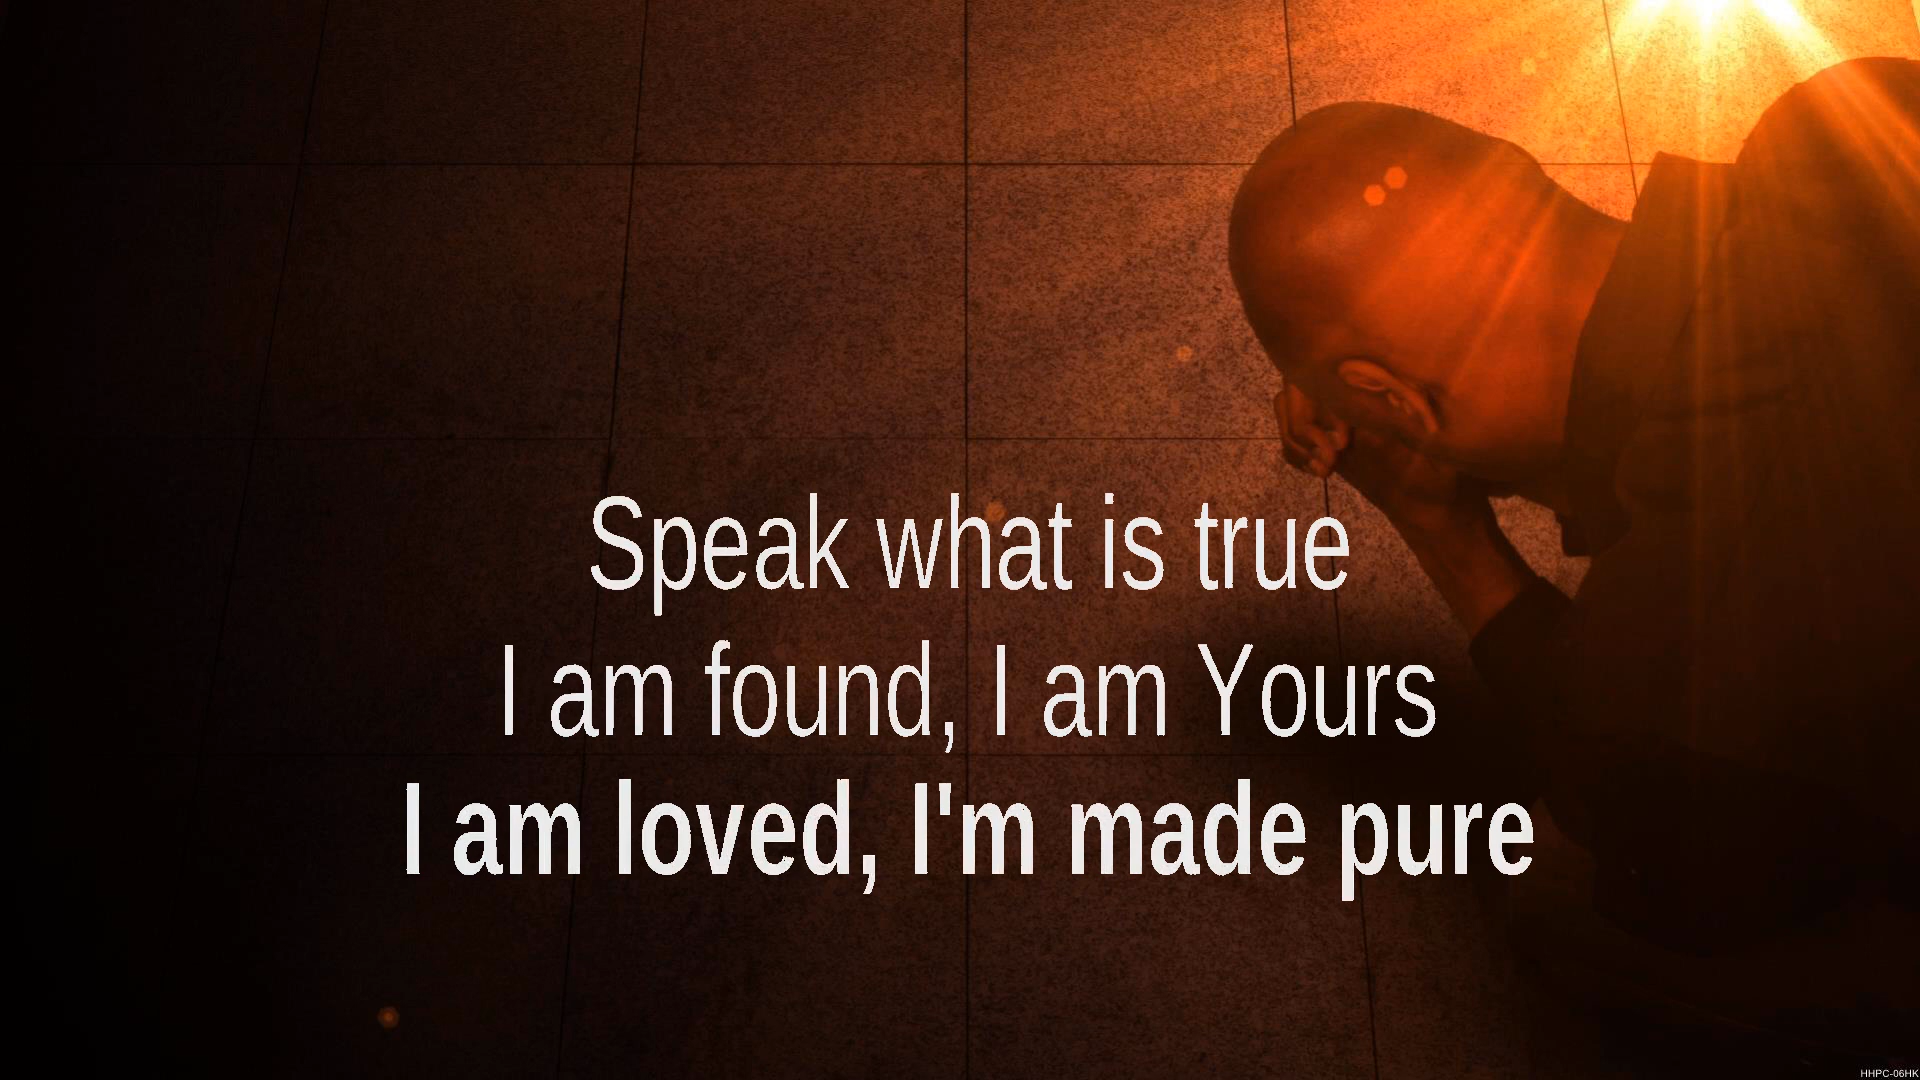 Speak what is true
I am found, I am Yours
I am loved, I'm made pure
HHPC-06HK